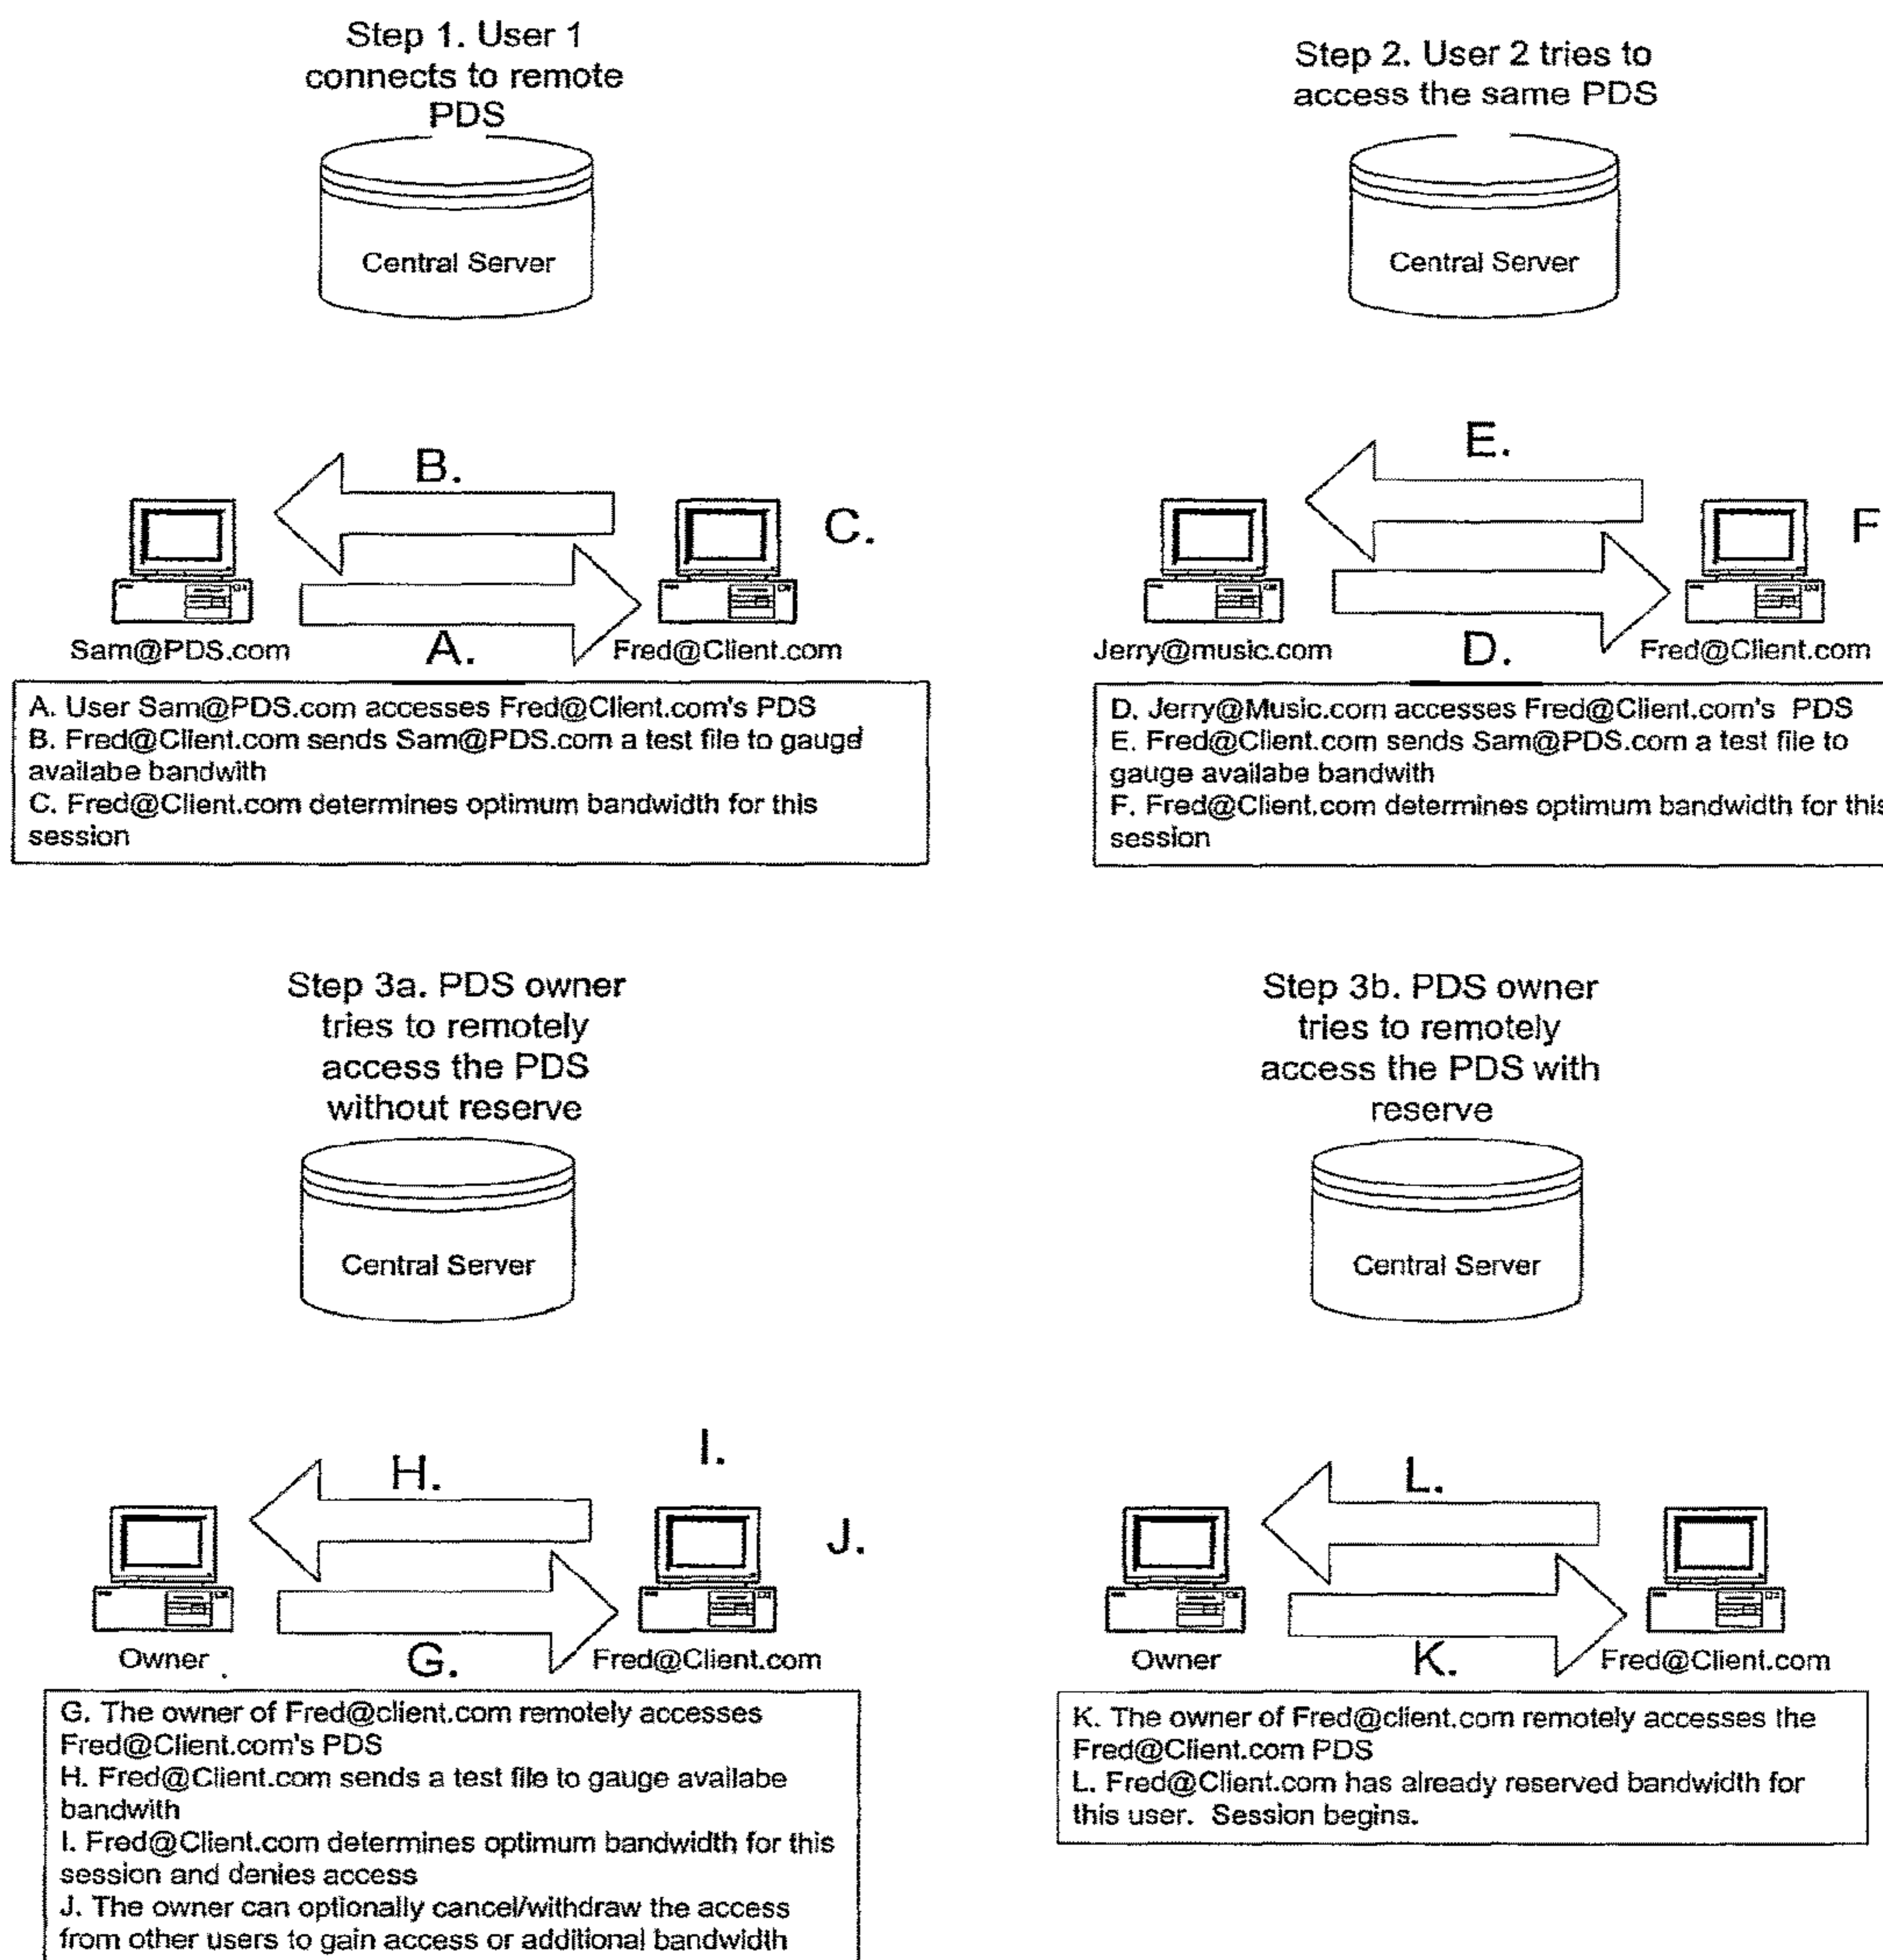 Step 1. User 1
connects to remote
PDS
Central Server
B.
C.
Sam@PDS.com
A.
Fred@Client.com
A. User Sam@PDS.com accesses Fred@Client.com's PDS
B. Fred@Client.com sends Sam@PDS.com a test file to gauge
availabe bandwith
C. Fred@Client.com determines optimum bandwidth for this
session
Step 2. User 2 tries to
access the same PDS
Central Server
E.
F
Jerry@music.com
D.
Fred@Client.com
D. Jerry@Music.com accesses Fred@Client.com's PDS
E. Fred@Client.com sends Sam@PDS.com a test file to
gauge availabe bandwith
F. Fred@Client.com determines optimum bandwidth for this
session
Step 3a. PDS owner
tries to remotely
access the PDS
without reserve
Central Server
H.
I.
J.
Owner
G.
Fred@Client.com
G. The owner of Fred@client.com remotely accesses
Fred@Client.com's PDS
H. Fred@Client.com sends a test file to gauge availabe
bandwith
I. Fred@Client.com determines optimum bandwidth for this
session and denies access
J. The owner can optionally cancel/withdraw the access
from other users to gain access or additional bandwidth
Step 3b. PDS owner
tries to remotely
access the PDS with
reserve
Central Server
L.
Owner
K.
Fred@Client.com
K. The owner of Fred@client.com remotely accesses the
Fred@Client.com PDS
L. Fred@Client.com has already reserved bandwidth for
this user. Session begins.